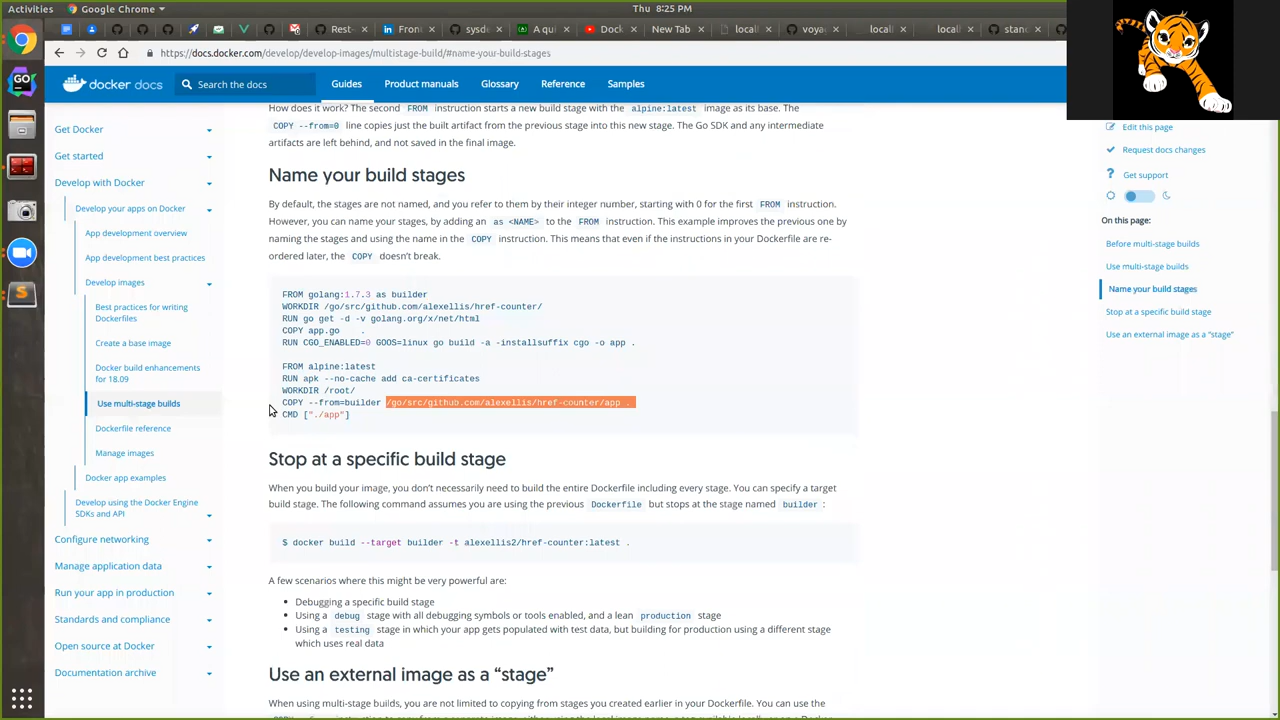 Activities
Google Chrome
Thu 8:25 PM
Rest-
Fron
sysde
A qui
Dock
New Tab
locall
voya
locall
locall
stand
https://docs.docker.com/develop/develop-images/multistage-build/#name-your-build-stages
docker docs
Search the docs
Guides
Product manuals
Glossary
Reference
Samples
GO
Get Docker
Get started
Develop with Docker
Develop your apps on Docker
App development overview
App development best practices
Develop images
Best practices for writing
Dockerfiles
Create a base image
Docker build enhancements
for 18.09
Use multi-stage builds
Dockerfile reference
Manage images
Docker app examples
Develop using the Docker Engine
SDKs and API
Configure networking
Manage application data
Run your app in production
Standards and compliance
Open source at Docker
Documentation archive
How does it work? The second FROM instruction starts a new build stage with the alpine:latest image as its base. The
COPY --from=0 line copies just the built artifact from the previous stage into this new stage. The Go SDK and any intermediate
artifacts are left behind, and not saved in the final image.
Name your build stages
By default, the stages are not named, and you refer to them by their integer number, starting with 0 for the first FROM instruction.
However, you can name your stages, by adding an as <NAME> to the FROM instruction. This example improves the previous one by
naming the stages and using the name in the COPY instruction. This means that even if the instructions in your Dockerfile are re-
ordered later, the COPY doesn't break.
FROM golang:1.7.3 as builder
WORKDIR /go/src/github.com/alexellis/href-counter/
RUN go get -d -v golang.org/x/net/html
COPY app.go .
RUN CGO_ENABLED=0 GOOS=linux go build -a -installsuffix cgo -o app .
FROM alpine:latest
RUN apk --no-cache add ca-certificates
WORKDIR /root/
COPY --from=builder /go/src/github.com/alexellis/href-counter/app .
CMD ["./app"]
Stop at a specific build stage
When you build your image, you don't necessarily need to build the entire Dockerfile including every stage. You can specify a target
build stage. The following command assumes you are using the previous Dockerfile but stops at the stage named builder :
$ docker build --target builder -t alexellis2/href-counter:latest .
A few scenarios where this might be very powerful are:
Debugging a specific build stage
Using a debug stage with all debugging symbols or tools enabled, and a lean production stage
Using a testing stage in which your app gets populated with test data, but building for production using a different stage
which uses real data
Use an external image as a “stage”
When using multi-stage builds, you are not limited to copying from stages you created earlier in your Dockerfile. You can use the
Edit this page
Request docs changes
Get support
On this page:
Before multi-stage builds
Use multi-stage builds
Name your build stages
Stop at a specific build stage
Use an external image as a “stage”